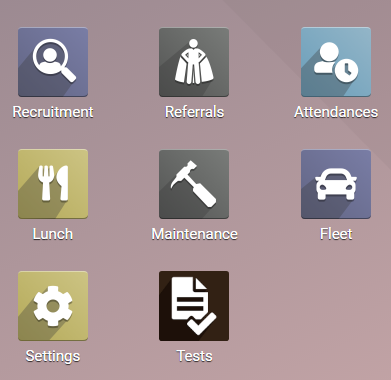 Recruitment
Referrals
Attendances
Lunch
Maintenance
Fleet
Settings
Tests